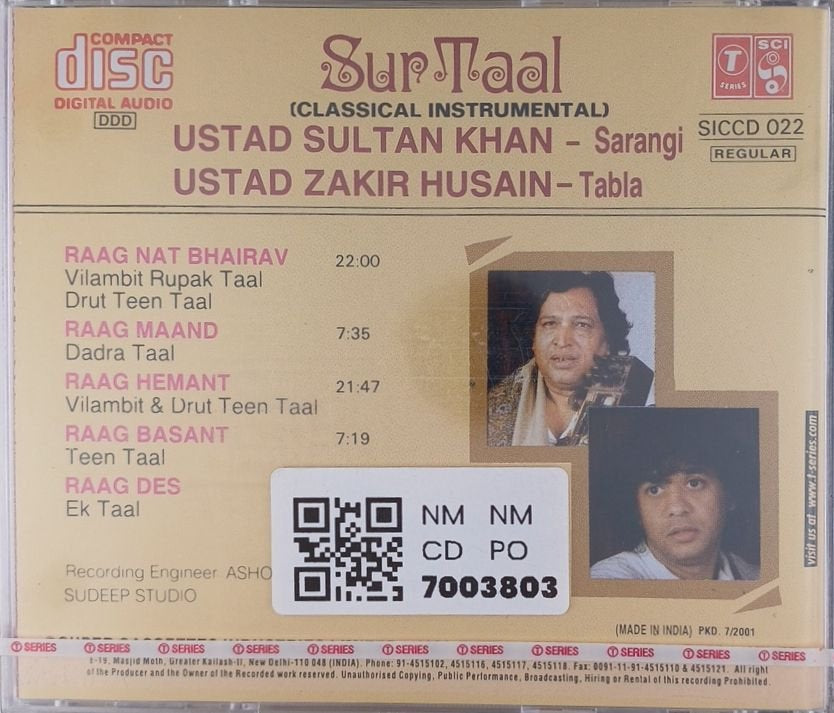 COMPACT
disc
DIGITAL AUDIO
DDD
Sur Taal
(CLASSICAL INSTRUMENTAL)
USTAD SULTAN KHAN - Sarangi
USTAD ZAKIR HUSAIN - Tabla
T
SERIES
SCI
SICCD 022
REGULAR
RAAG NAT BHAIRAV 22:00
Vilambit Rupak Taal
Drut Teen Taal
RAAG MAAND 7:35
Dadra Taal
RAAG HEMANT 21:47
Vilambit & Drut Teen Taal
RAAG BASANT 7:19
Teen Taal
RAAG DES
Ek Taal
NM NM
CD PO
7003803
visit us at www.t-series.com
Recording Engineer ASHO
SUDEEP STUDIO
(MADE IN INDIA) PKD. 7/2001
T SERIES T SERIES T SERIES T SERIES T SERIES T SERIES T SERIES T SERIES T SERIES T SERIES T SERIES
E-19, Masjid Moth, Greater Kailash-II, New Delhi-110 048 (INDIA). Phone: 91-4515102, 4515116, 4515117, 4515118. Fax: 0091-11-91-4515110 & 4515121. All right
of the Producer and the Owner of the Recorded work reserved. Unauthorised Copying, Public Performance, Broadcasting, Hiring or Rental of this recording Prohibited.